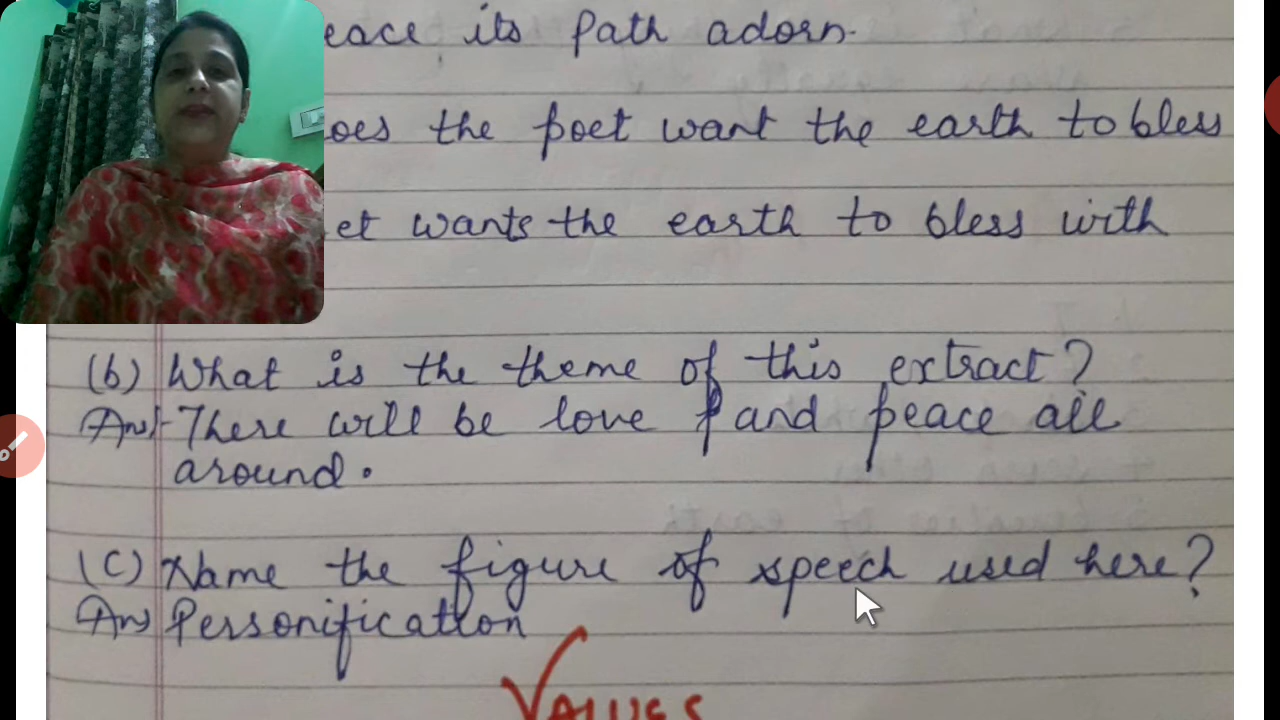 eace its path adorn.
oes the poet want the earth to bless
et wants the earth to bless with
(b) What is the theme of this extract?
Ans- There will be love and peace all
around.
(C) Name the figure of speech used here?
Ans Personification
VALUES